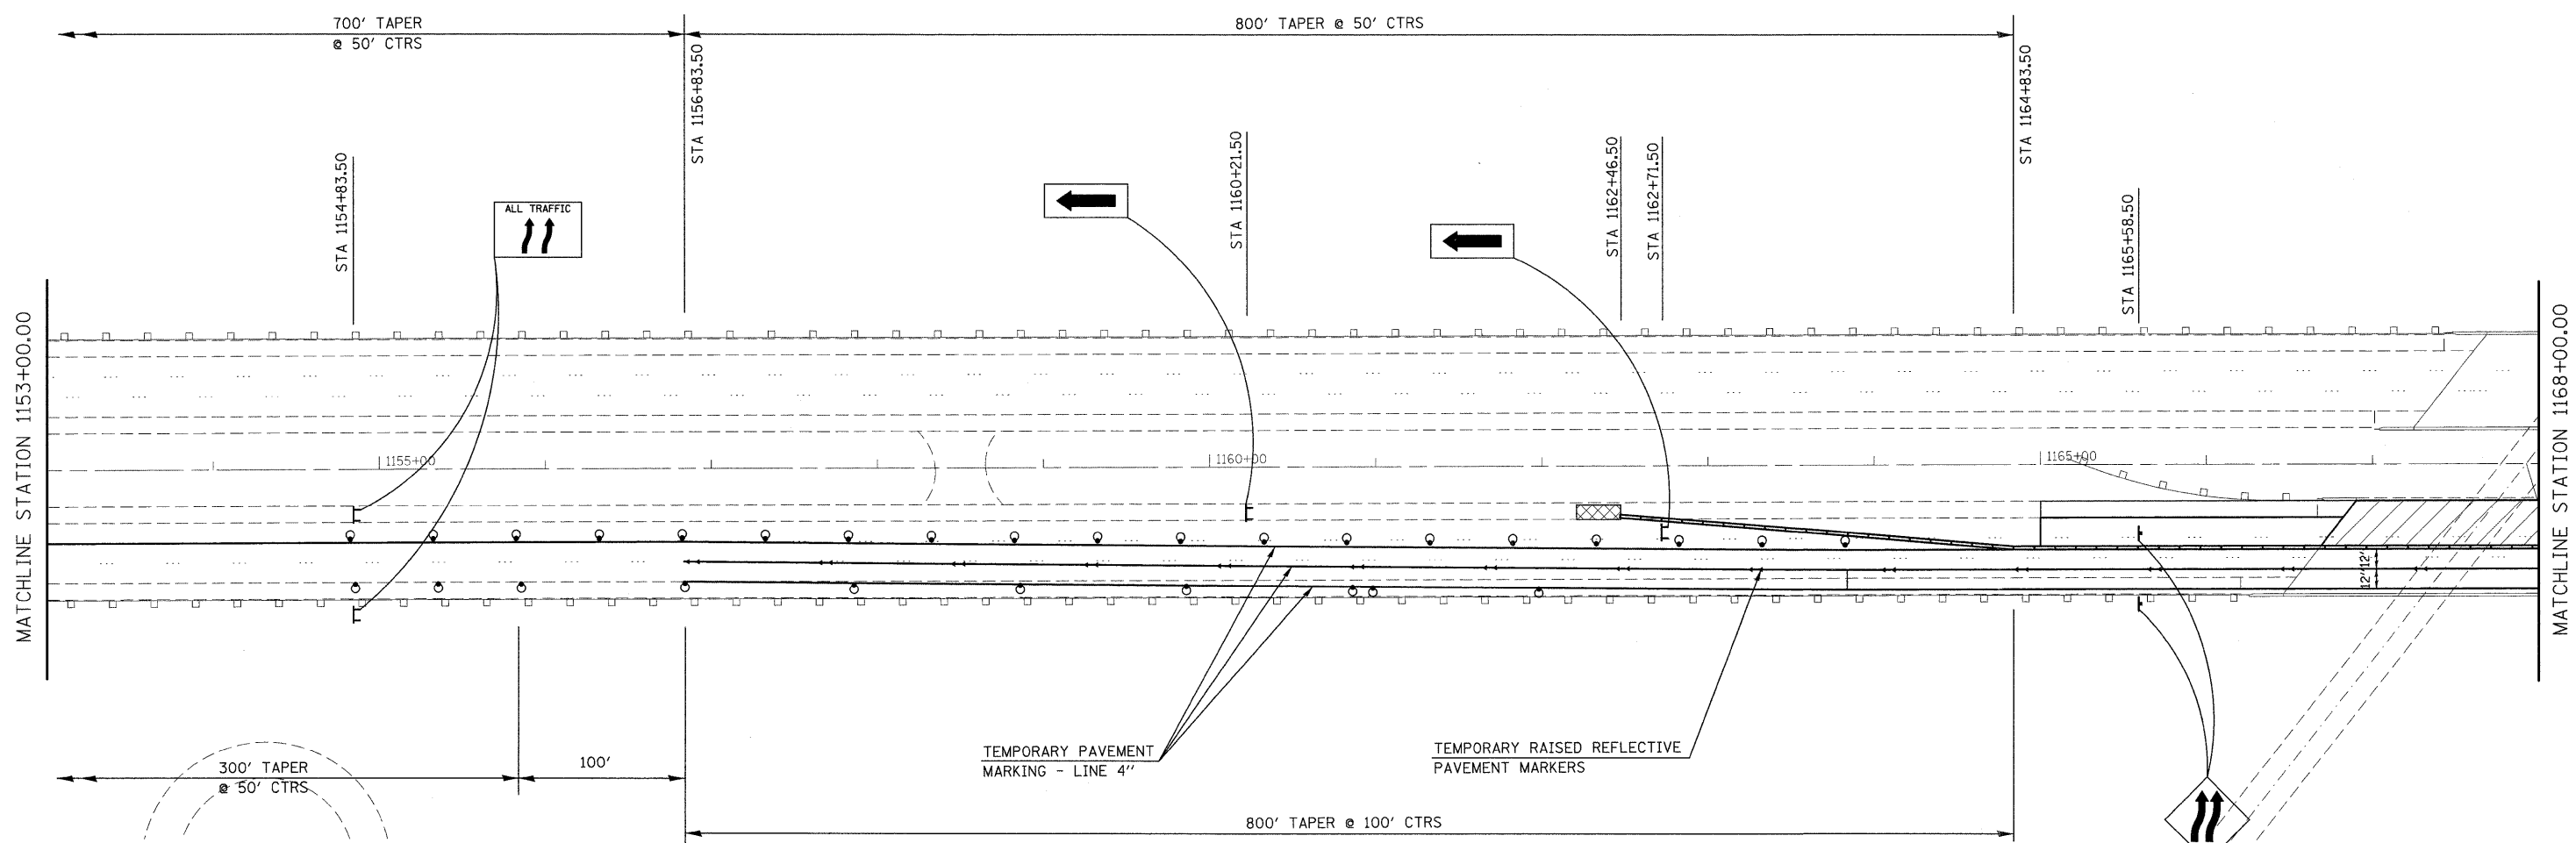 700' TAPER
@ 50' CTRS
800' TAPER @ 50' CTRS
STA 1156+83.50
STA 1164+83.50
STA 1154+83.50
ALL TRAFFIC
STA 1160+21.50
STA 1162+46.50
STA 1162+71.50
STA 1165+58.50
MATCHLINE STATION 1153+00.00
MATCHLINE STATION 1168+00.00
1155+00
1160+00
1165+00
12'
12'
TEMPORARY PAVEMENT
MARKING - LINE 4''
TEMPORARY RAISED REFLECTIVE
PAVEMENT MARKERS
300' TAPER
@ 50' CTRS
100'
800' TAPER @ 100' CTRS